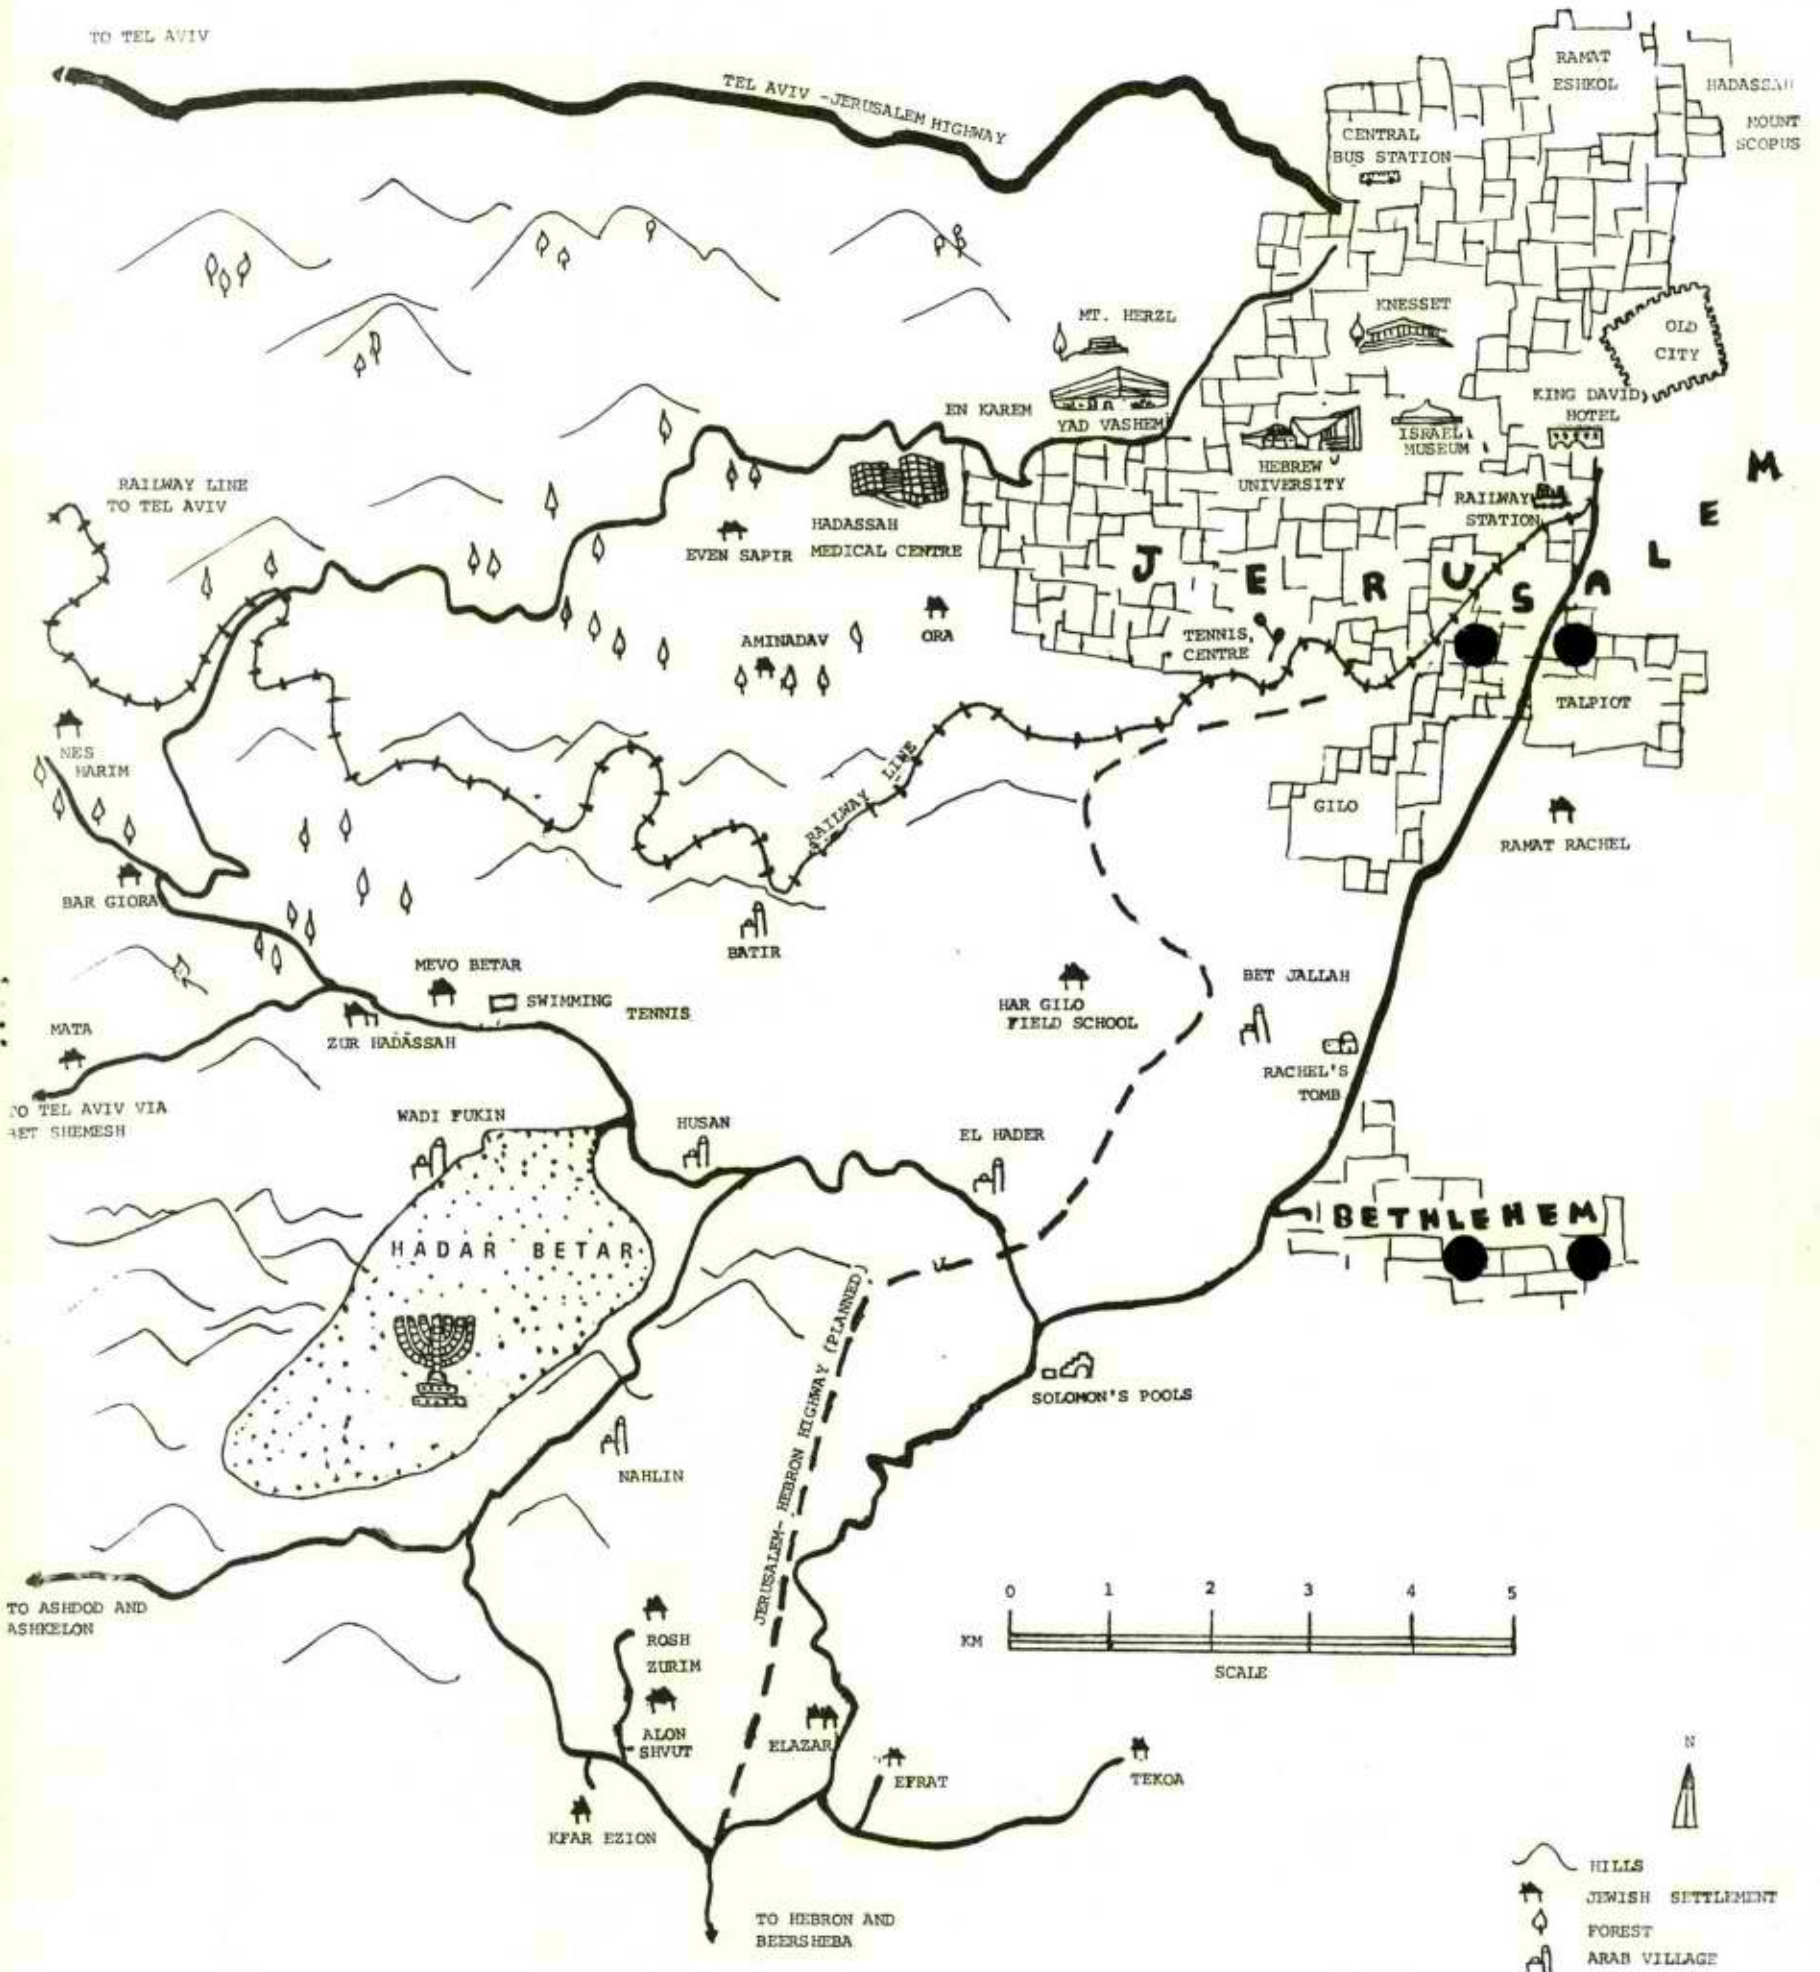 TO TEL AVIV
TEL AVIV -JERUSALEM HIGHWAY
RAMAT
ESHKOL
HADASSAH
MOUNT
SCOPUS
CENTRAL
BUS STATION
KNESSET
MT. HERZL
OLD
CITY
KING DAVID
HOTEL
EN KAREM
YAD VASHEM
ISRAEL
MUSEUM
HEBREW
UNIVERSITY
RAILWAY
STATION
RAILWAY LINE
TO TEL AVIV
HADASSAH
MEDICAL CENTRE
EVEN SAPIR
JERUSALEM
ORA
AMINADAV
TENNIS
CENTRE
TALPIOT
NES
HARIM
RAILWAY LINE
GILO
RAMAT RACHEL
BAR GIORA
BATIR
MEVO BETAR
SWIMMING
TENNIS
HAR GILO
FIELD SCHOOL
BET JALLAH
MATA
ZUR HADASSAH
RACHEL'S
TOMB
TO TEL AVIV VIA
BET SHEMESH
WADI FUKIN
HUSAN
EL HADER
BETHLEHEM
HADAR BETAR
JERUSALEM- HEBRON HIGHWAY (PLANNED)
SOLOMON'S POOLS
NAHLIN
TO ASHDOD AND
ASHKELON
0 1 2 3 4 5
KM
SCALE
ROSH
ZURIM
ALON
SHVUT
ELAZAR
EFRAT
TEKOA
KFAR EZION
TO HEBRON AND
BEERSHEBA
N
HILLS
JEWISH SETTLEMENT
FOREST
ARAB VILLAGE